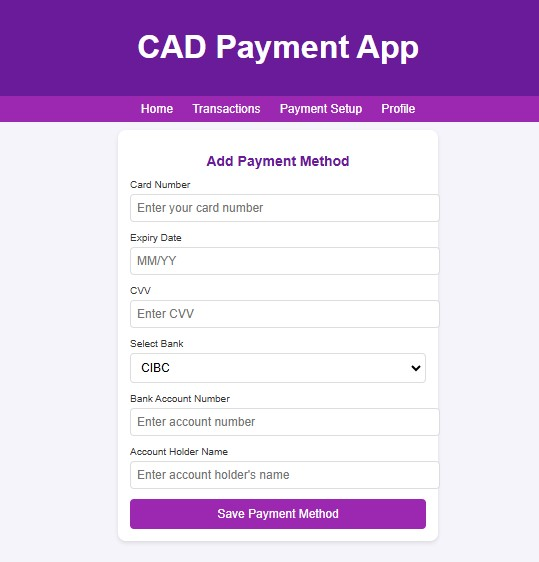 CAD Payment App
Home Transactions Payment Setup Profile
Add Payment Method
Card Number
Enter your card number
Expiry Date
MM/YY
CVV
Enter CVV
Select Bank
CIBC
Bank Account Number
Enter account number
Account Holder Name
Enter account holder's name
Save Payment Method